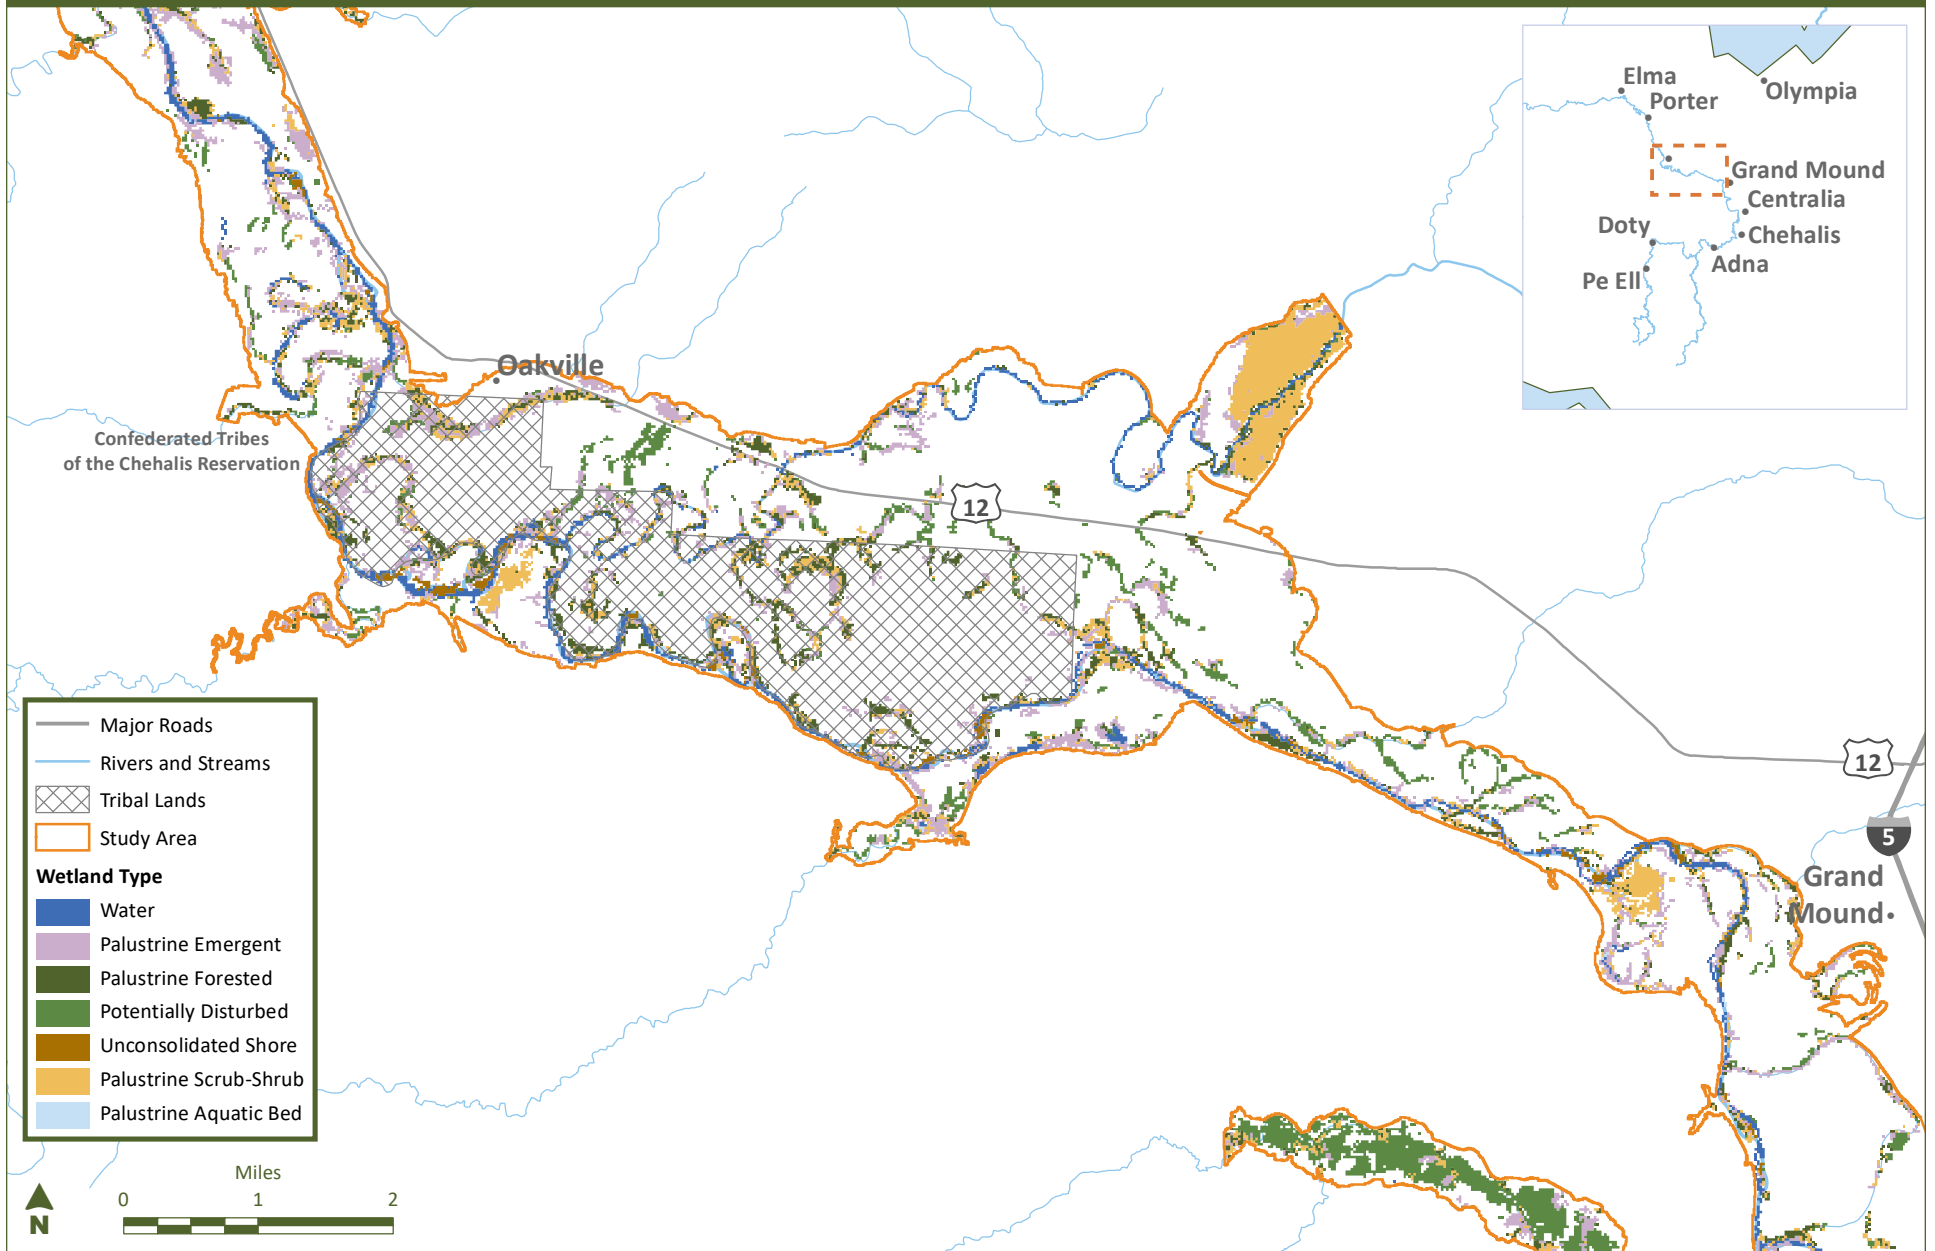 Elma
Porter
Olympia
Grand Mound
Centralia
Doty
Chehalis
Adna
Pe Ell
Oakville
Confederated Tribes
of the Chehalis Reservation
12
12
5
Grand
Mound
Major Roads
Rivers and Streams
Tribal Lands
Study Area
Wetland Type
Water
Palustrine Emergent
Palustrine Forested
Potentially Disturbed
Unconsolidated Shore
Palustrine Scrub-Shrub
Palustrine Aquatic Bed
Miles
0 1 2
N